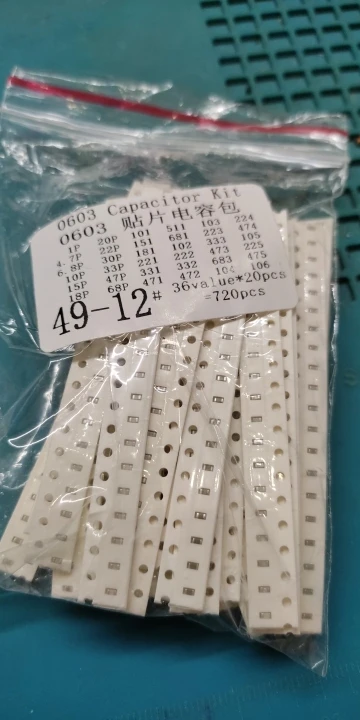 0603 Capacitor Kit
0603 贴片电容包
1P 20P 101 511 103 224
4.7P 22P 151 681 223 474
6.8P 30P 181 102 333 105
10P 33P 221 222 473 225
15P 47P 331 332 683 475
18P 68P 471 472 104 106
49-12# 36value*20pcs
=720pcs